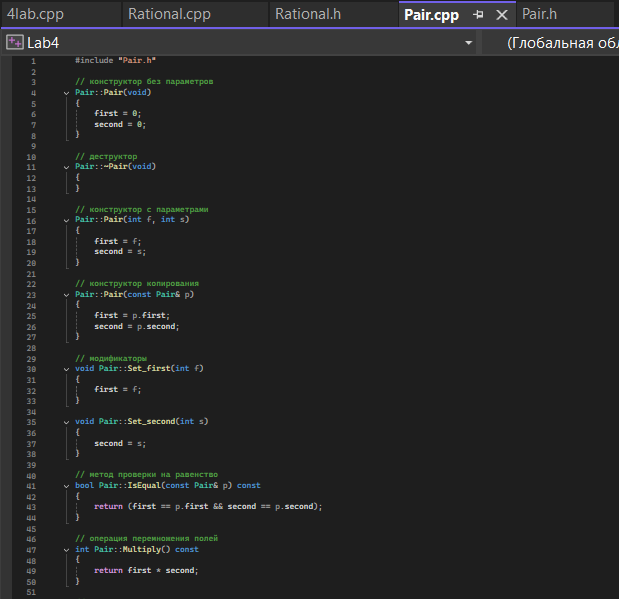 4lab.cpp Rational.cpp Rational.h Pair.cpp Pair.h
Lab4 (Глобальная обл
1 #include "Pair.h"
2
3 // конструктор без параметров
4 Pair::Pair(void)
5 {
6 first = 0;
7 second = 0;
8 }
9
10 // деструктор
11 Pair::~Pair(void)
12 {
13 }
14
15 // конструктор с параметрами
16 Pair::Pair(int f, int s)
17 {
18 first = f;
19 second = s;
20 }
21
22 // конструктор копирования
23 Pair::Pair(const Pair& p)
24 {
25 first = p.first;
26 second = p.second;
27 }
28
29 // модификаторы
30 void Pair::Set_first(int f)
31 {
32 first = f;
33 }
34
35 void Pair::Set_second(int s)
36 {
37 second = s;
38 }
39
40 // метод проверки на равенство
41 bool Pair::IsEqual(const Pair& p) const
42 {
43 return (first == p.first && second == p.second);
44 }
45
46 // операция перемножения полей
47 int Pair::Multiply() const
48 {
49 return first * second;
50 }
51